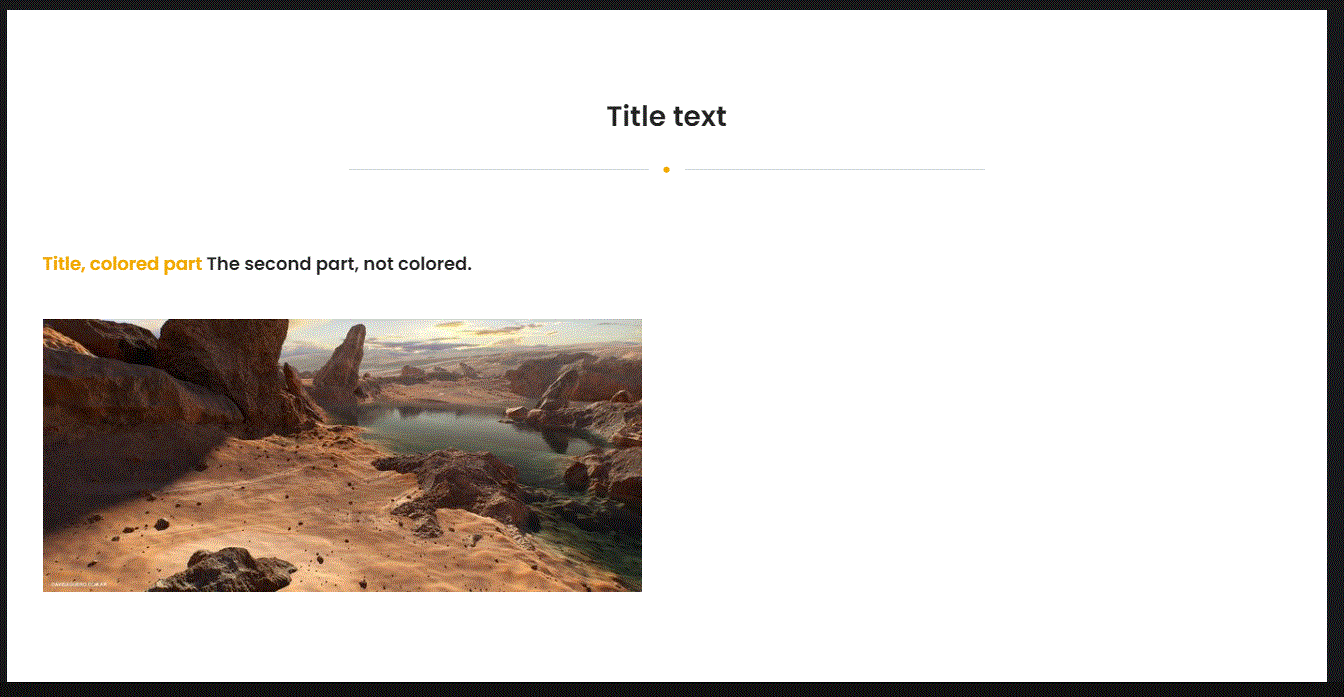 Title text
Title, colored part The second part, not colored.